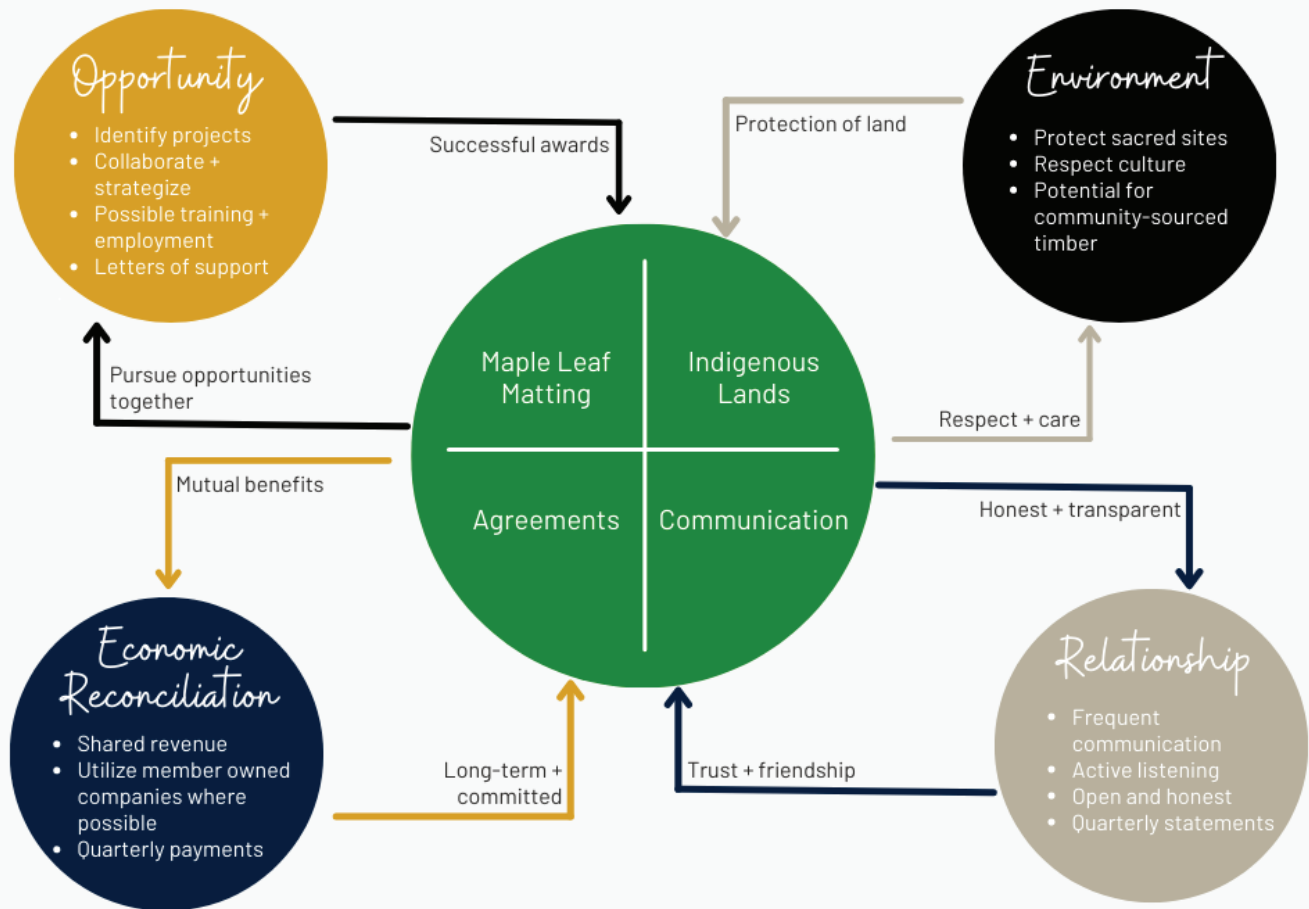 Opportunity
• Identify projects
• Collaborate +
strategize
• Possible training +
employment
• Letters of support
Successful awards
Protection of land
Environment
• Protect sacred sites
• Respect culture
• Potential for
community-sourced
timber
Pursue opportunities
together
Maple Leaf
Matting
Indigenous
Lands
Respect + care
Mutual benefits
Agreements
Communication
Honest + transparent
Economic
Reconciliation
• Shared revenue
• Utilize member owned
companies where
possible
• Quarterly payments
Long-term +
committed
Trust + friendship
Relationship
• Frequent
communication
• Active listening
• Open and honest
• Quarterly statements